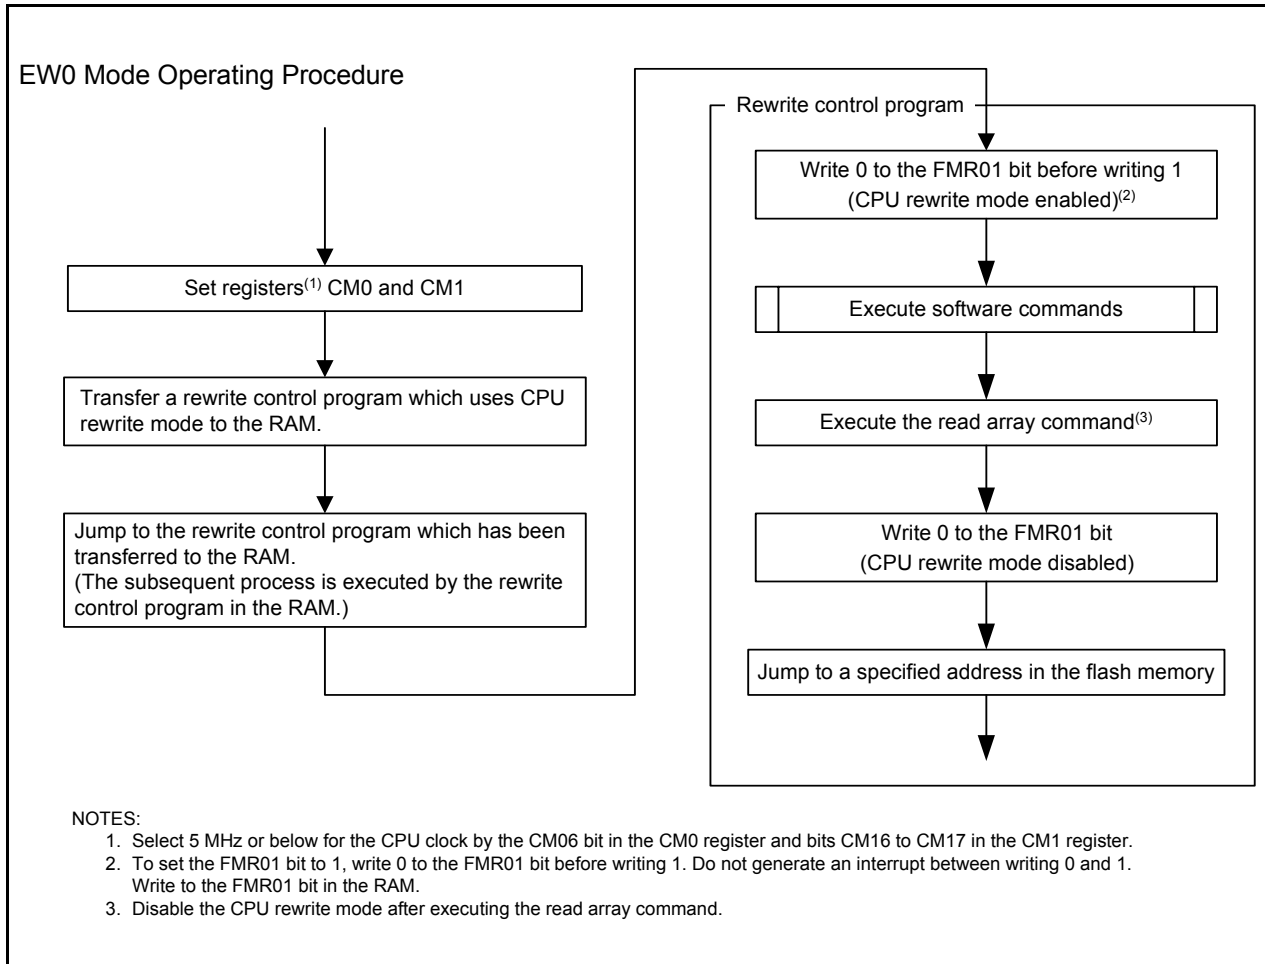 EW0 Mode Operating Procedure
Set registers(1) CM0 and CM1
Transfer a rewrite control program which uses CPU
rewrite mode to the RAM.
Jump to the rewrite control program which has been
transferred to the RAM.
(The subsequent process is executed by the rewrite
control program in the RAM.)
Rewrite control program
Write 0 to the FMR01 bit before writing 1
(CPU rewrite mode enabled)(2)
Execute software commands
Execute the read array command(3)
Write 0 to the FMR01 bit
(CPU rewrite mode disabled)
Jump to a specified address in the flash memory
NOTES:
1. Select 5 MHz or below for the CPU clock by the CM06 bit in the CM0 register and bits CM16 to CM17 in the CM1 register.
2. To set the FMR01 bit to 1, write 0 to the FMR01 bit before writing 1. Do not generate an interrupt between writing 0 and 1.
Write to the FMR01 bit in the RAM.
3. Disable the CPU rewrite mode after executing the read array command.